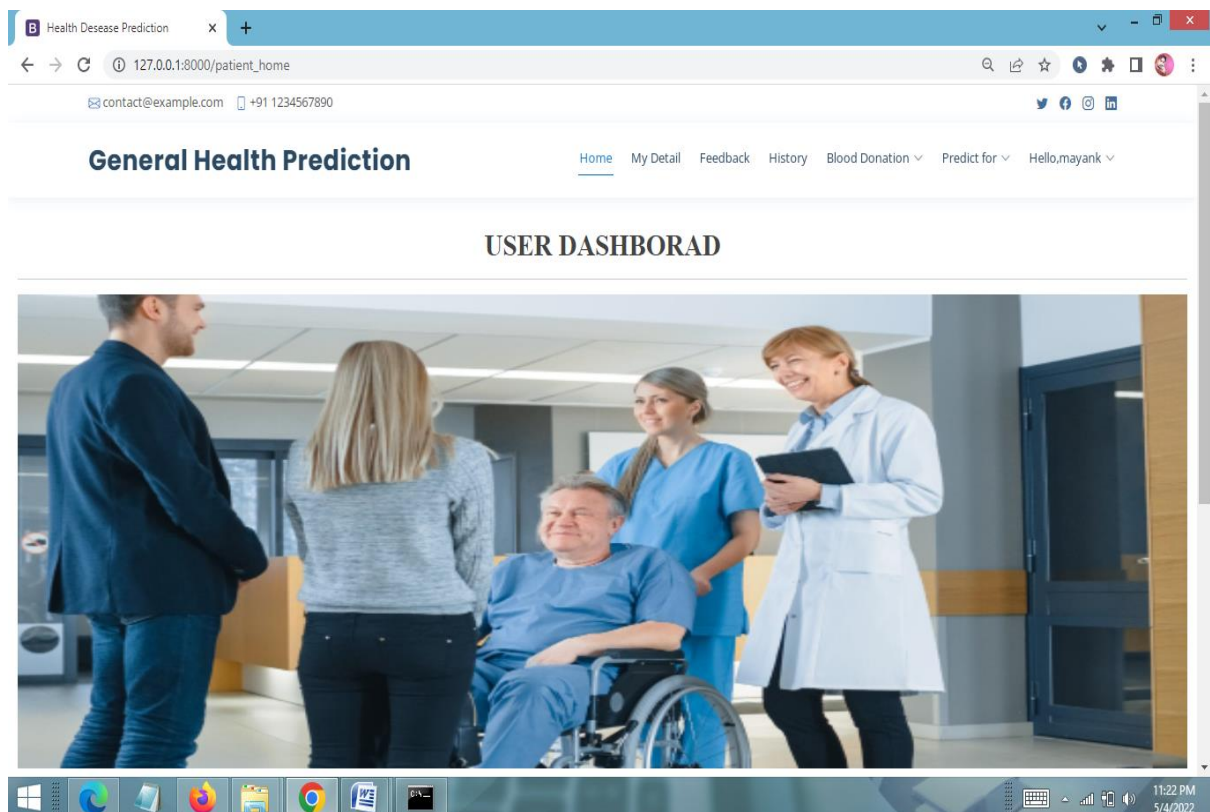 Health Desease Prediction
127.0.0.1:8000/patient_home
contact@example.com +91 1234567890
General Health Prediction
Home My Detail Feedback History Blood Donation Predict for Hello,mayank
USER DASHBORAD
11:22 PM
5/4/2022